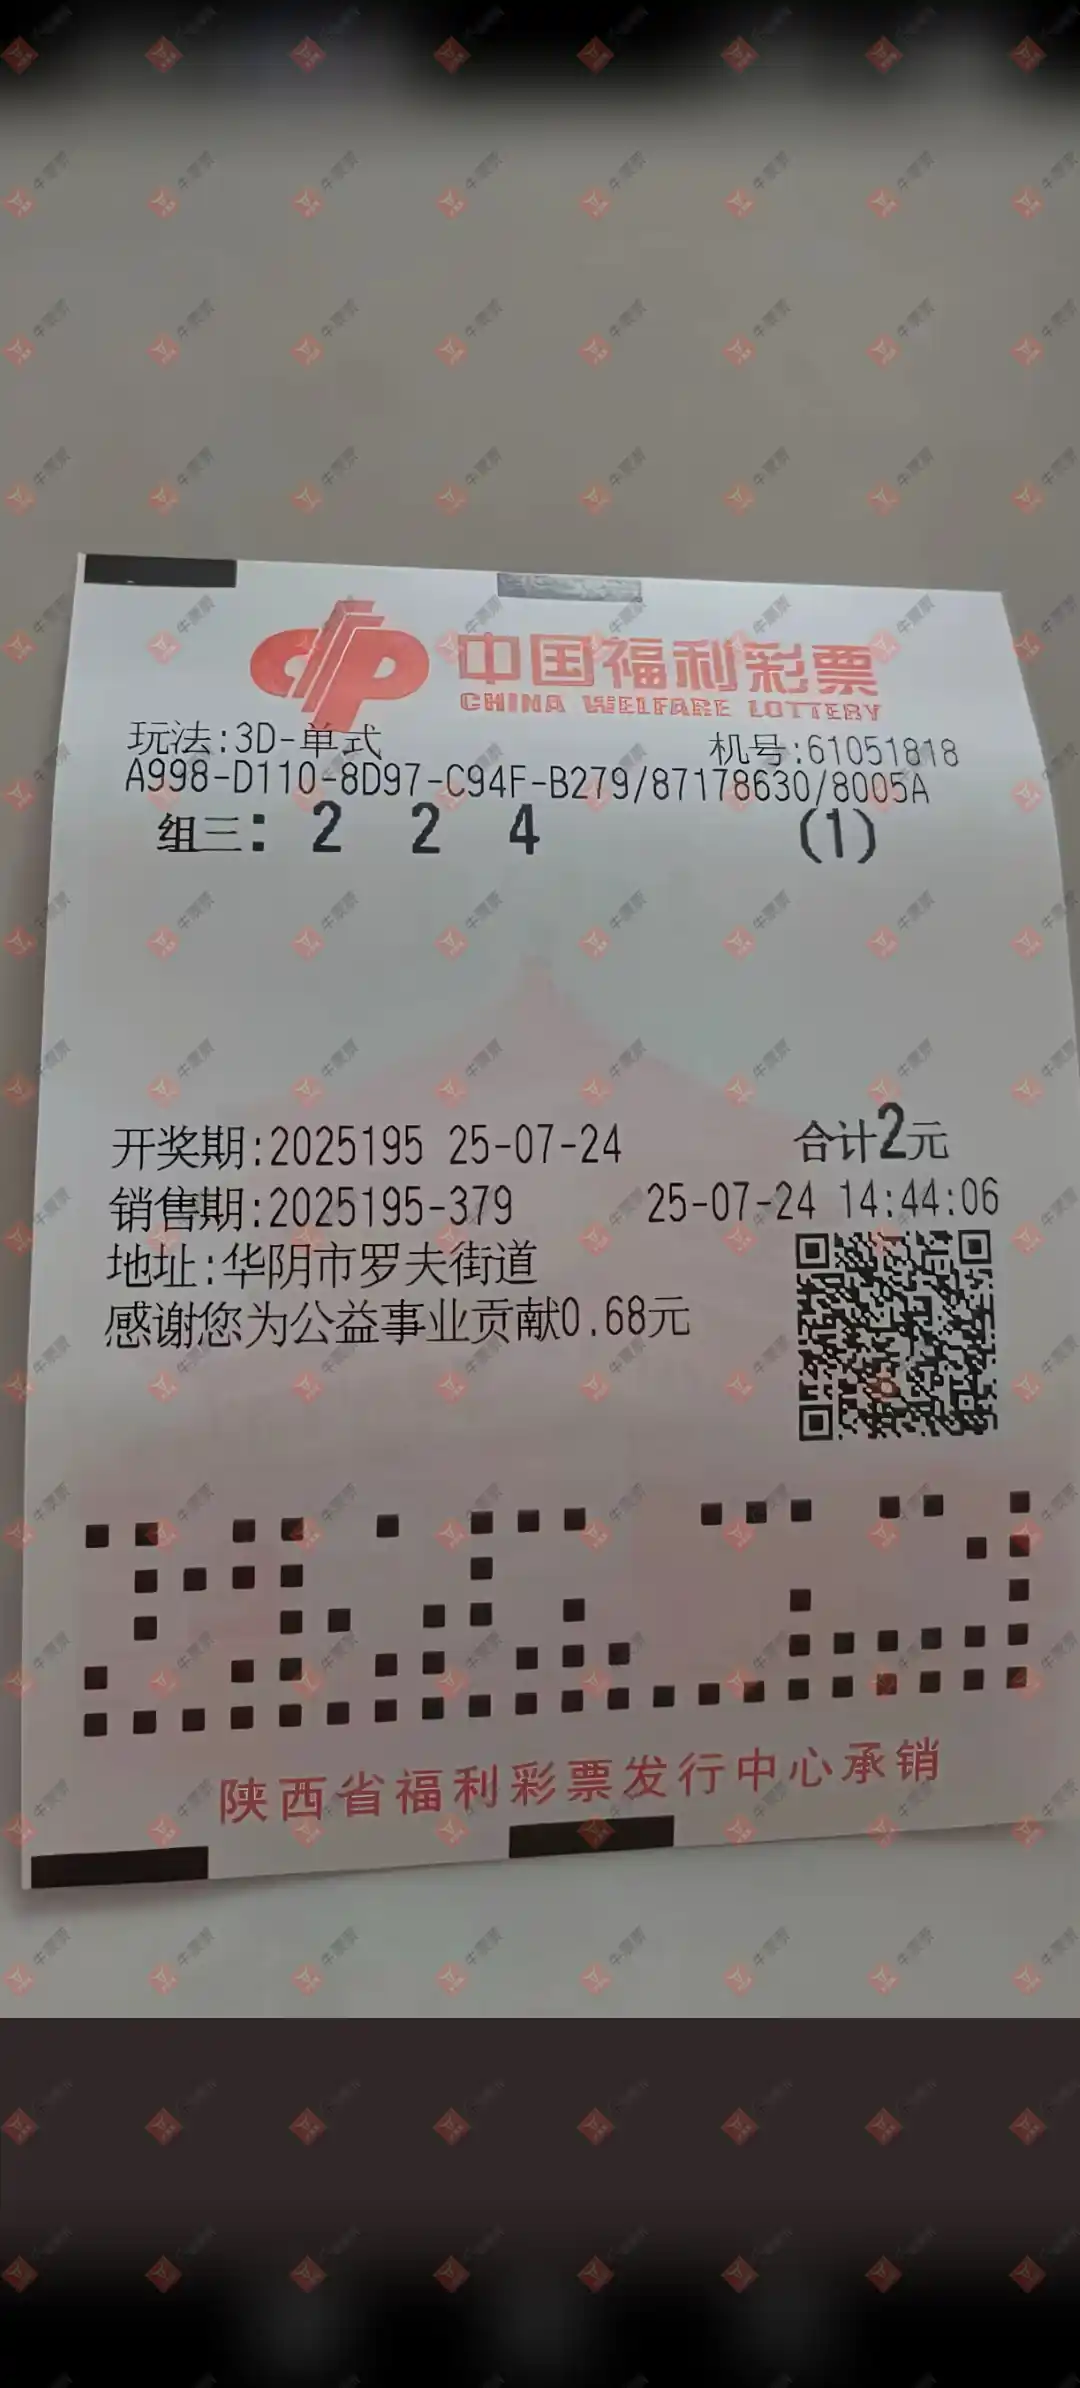 中国福利彩票
CHINA WELFARE LOTTERY
玩法:3D-单式 机号:61051818
A998-D110-8D97-C94F-B279/87178630/8005A
组三: 2 2 4 (1)
开奖期:2025195 25-07-24 合计2元
销售期:2025195-379 25-07-24 14:44:06
地址:华阴市罗夫街道
感谢您为公益事业贡献0.68元
陕西省福利彩票发行中心承销